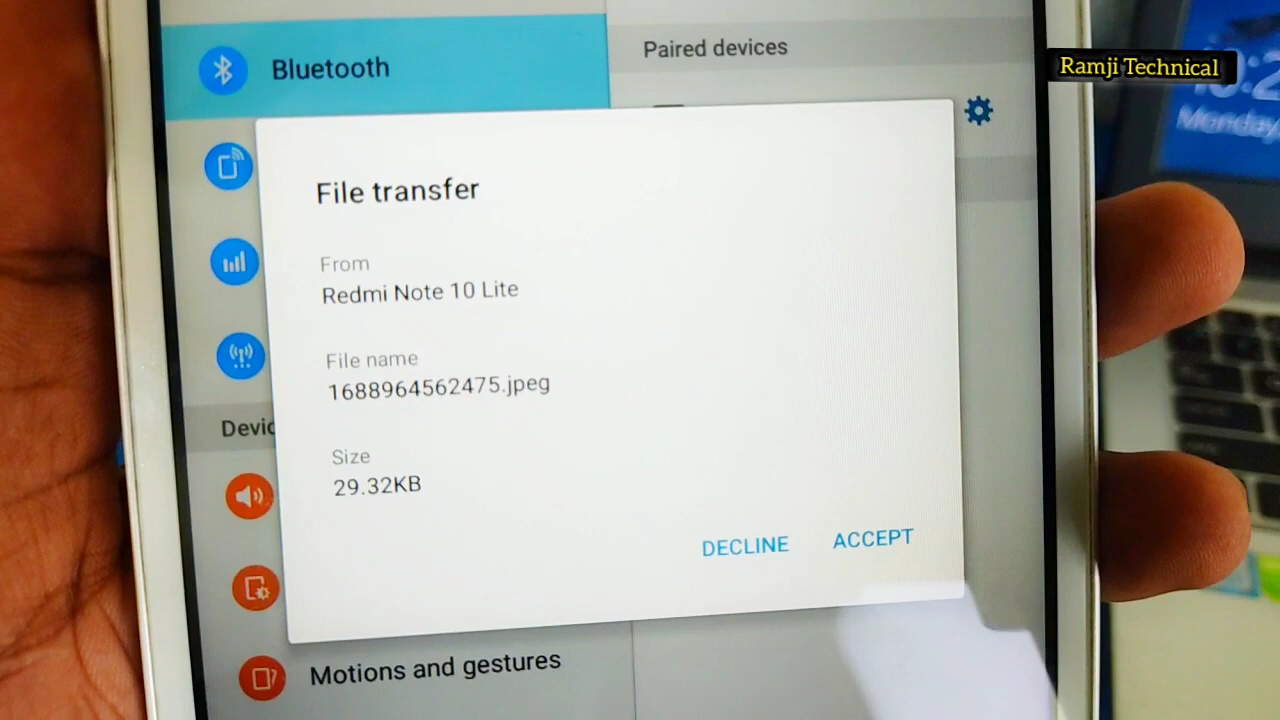 Bluetooth
Paired devices
Ramji Technical
Monday
File transfer
From
Redmi Note 10 Lite
File name
1688964562475.jpeg
Size
29.32KB
DECLINE
ACCEPT
Motions and gestures